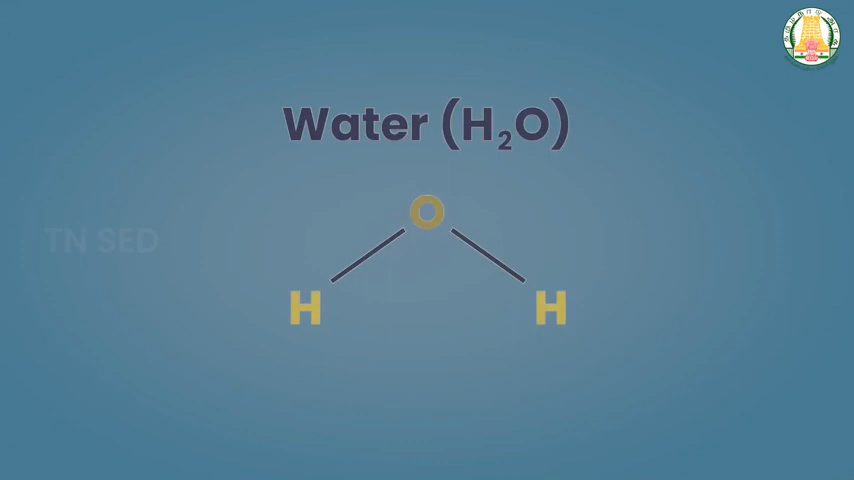 Water (H₂O)
O
TN SED
H H